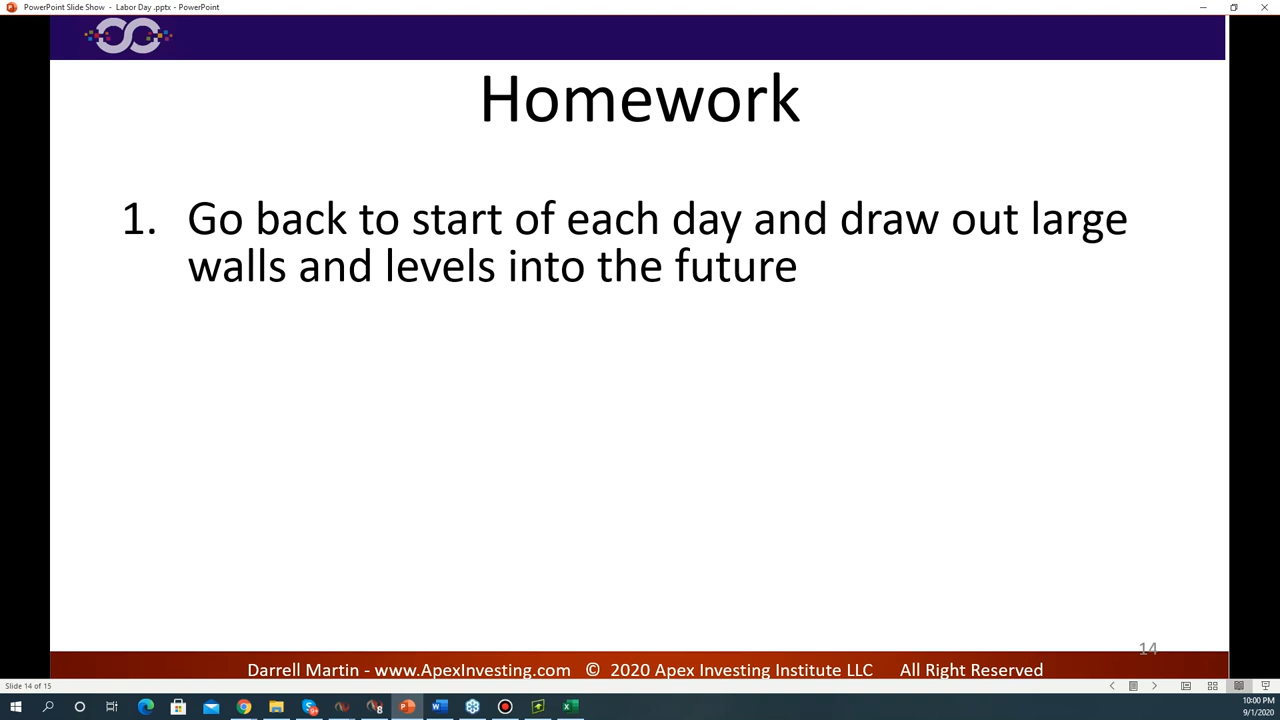 PowerPoint Slide Show - Labor Day .pptx - PowerPoint
Homework
1. Go back to start of each day and draw out large
walls and levels into the future
14
Darrell Martin - www.ApexInvesting.com © 2020 Apex Investing Institute LLC All Right Reserved
Slide 14 of 15
10:00 PM
9/1/2020